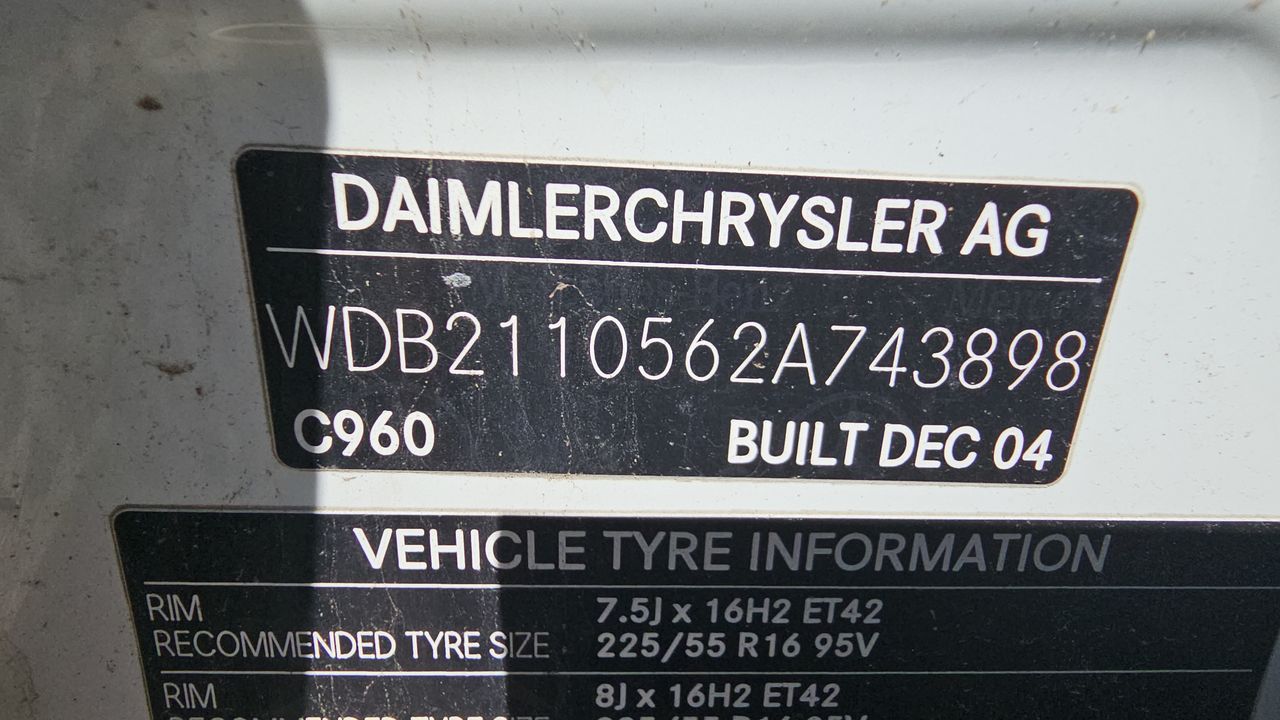 DAIMLERCHRYSLER AG
WDB2110562A743898
C960 BUILT DEC 04
VEHICLE TYRE INFORMATION
RIM 7.5J x 16H2 ET42
RECOMMENDED TYRE SIZE 225/55 R16 95V
RIM 8J x 16H2 ET42